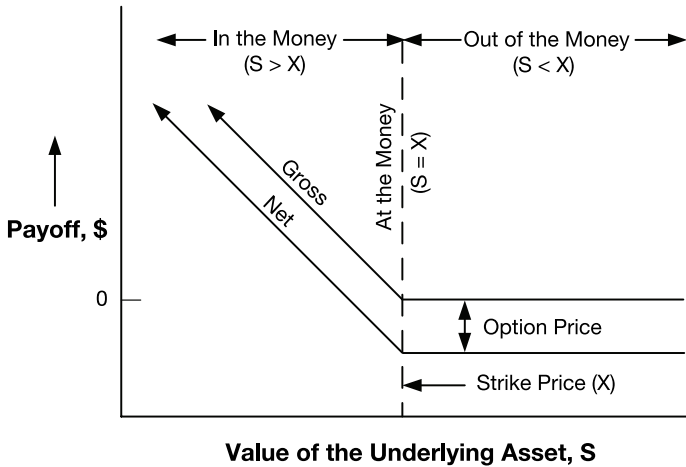 In the Money
(S > X)
Out of the Money
(S < X)
At the Money
(S = X)
Gross
Net
Payoff, $
0
Option Price
Strike Price (X)
Value of the Underlying Asset, S